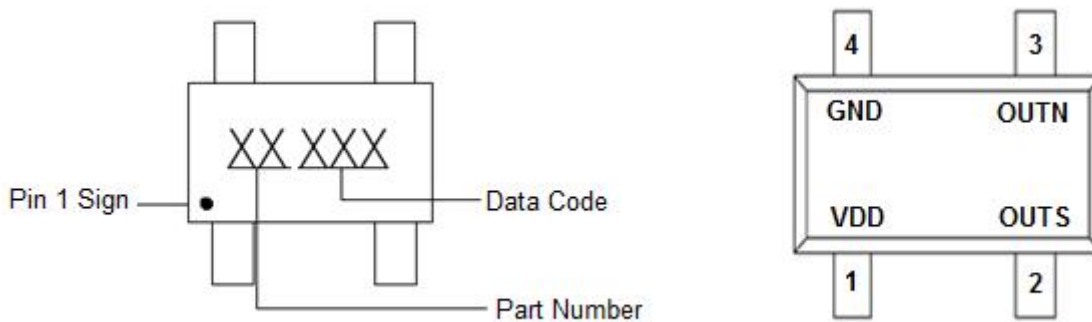 4 3
GND OUTN
XX XXX
Pin 1 Sign
Data Code
VDD OUTS
1 2
Part Number